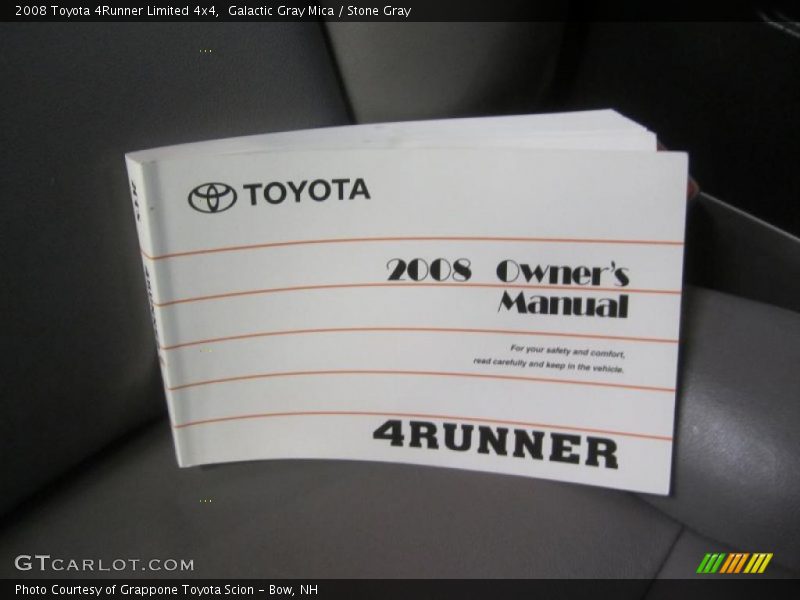 2008 Toyota 4Runner Limited 4x4,  Galactic Gray Mica / Stone Gray
TOYOTA
2008 Owner's
Manual
For your safety and comfort,
read carefully and keep in the vehicle.
4RUNNER
GTCARLOT.COM
Photo Courtesy of Grappone Toyota Scion - Bow, NH